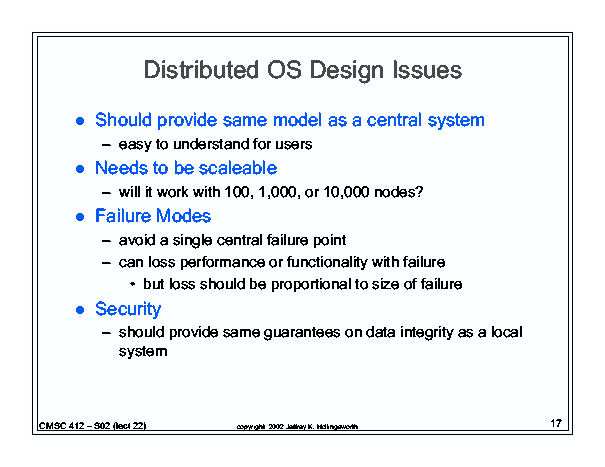 Distributed OS Design Issues
● Should provide same model as a central system
– easy to understand for users
● Needs to be scaleable
– will it work with 100, 1,000, or 10,000 nodes?
● Failure Modes
– avoid a single central failure point
– can loss performance or functionality with failure
• but loss should be proportional to size of failure
● Security
– should provide same guarantees on data integrity as a local
system
CMSC 412 – S02 (lect 22)
copyright 2002 Jeffrey K. Hollingsworth
17